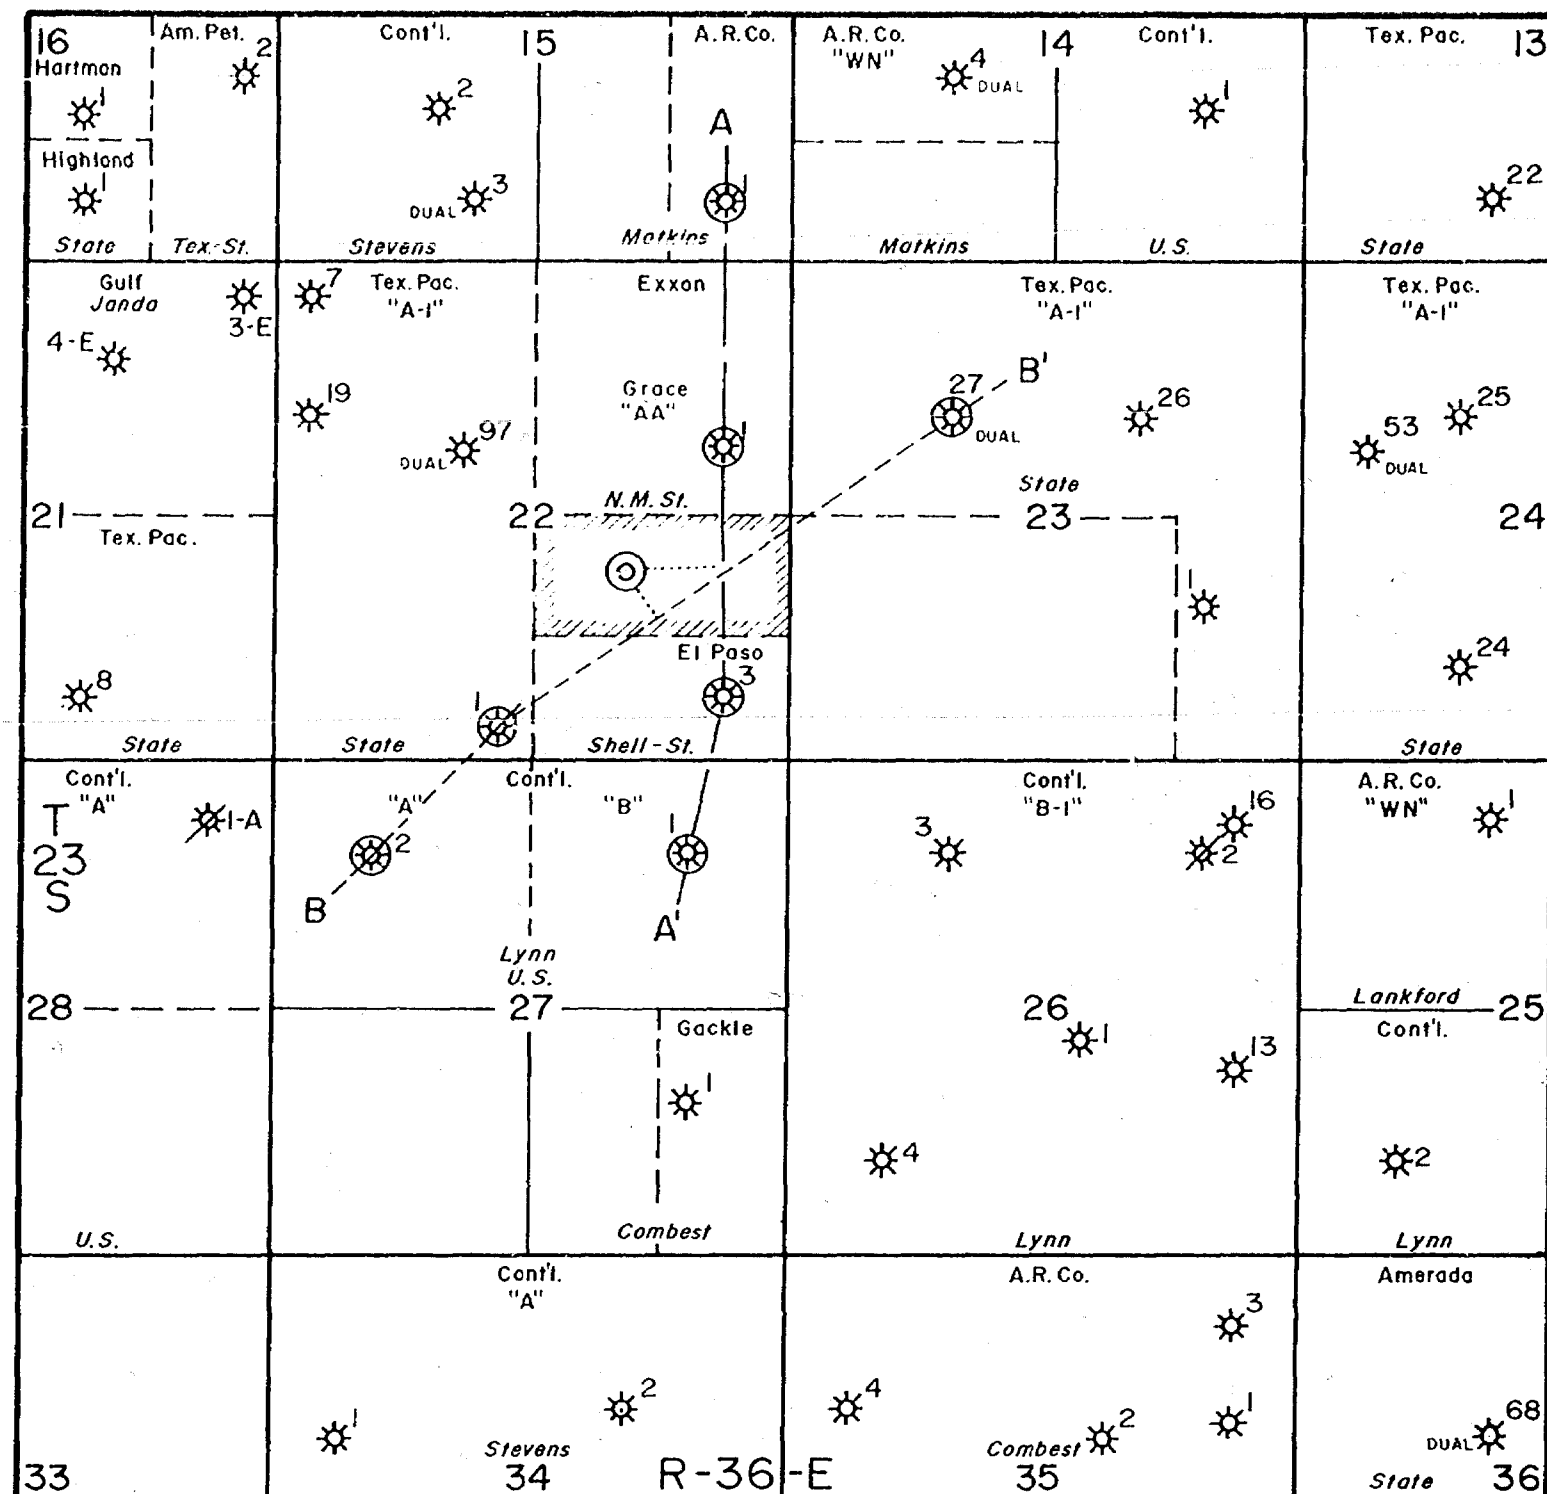 16
Am. Pet.
2
Cont'l.
15
A.R.Co.
A.R.Co.
"WN"
14
Cont'l.
Tex. Pac.
13
Hartman
1
2
A
4
DUAL
1
Highland
1
DUAL
3
1
22
State
Tex.-St.
Stevens
Matkins
Matkins
U.S.
State
Gulf
Janda
3-E
4-E
7
Tex. Pac.
"A-1"
Exxon
Tex. Pac.
"A-1"
Tex. Pac.
"A-1"
19
Grace
"AA"
27
B'
DUAL
26
25
97
DUAL
1
53
DUAL
N.M. St.
State
21
22
23
24
Tex. Pac.
1
El Paso
8
1
3
24
State
State
Shell-St.
State
Cont'l.
"A"
Cont'l.
"A"
"B"
Cont'l.
"B-1"
A.R. Co.
"WN"
T
23
S
1-A
2
1
3
16
2
1
B
A'
Lynn
U.S.
Lankford
28
27
26
25
Gackle
Cont'l.
1
1
13
4
2
U.S.
Combest
Lynn
Lynn
Cont'l.
"A"
A.R. Co.
Amerada
3
1
2
4
2
1
DUAL
68
Stevens
Combest
State
33
34
R-36-E
35
36